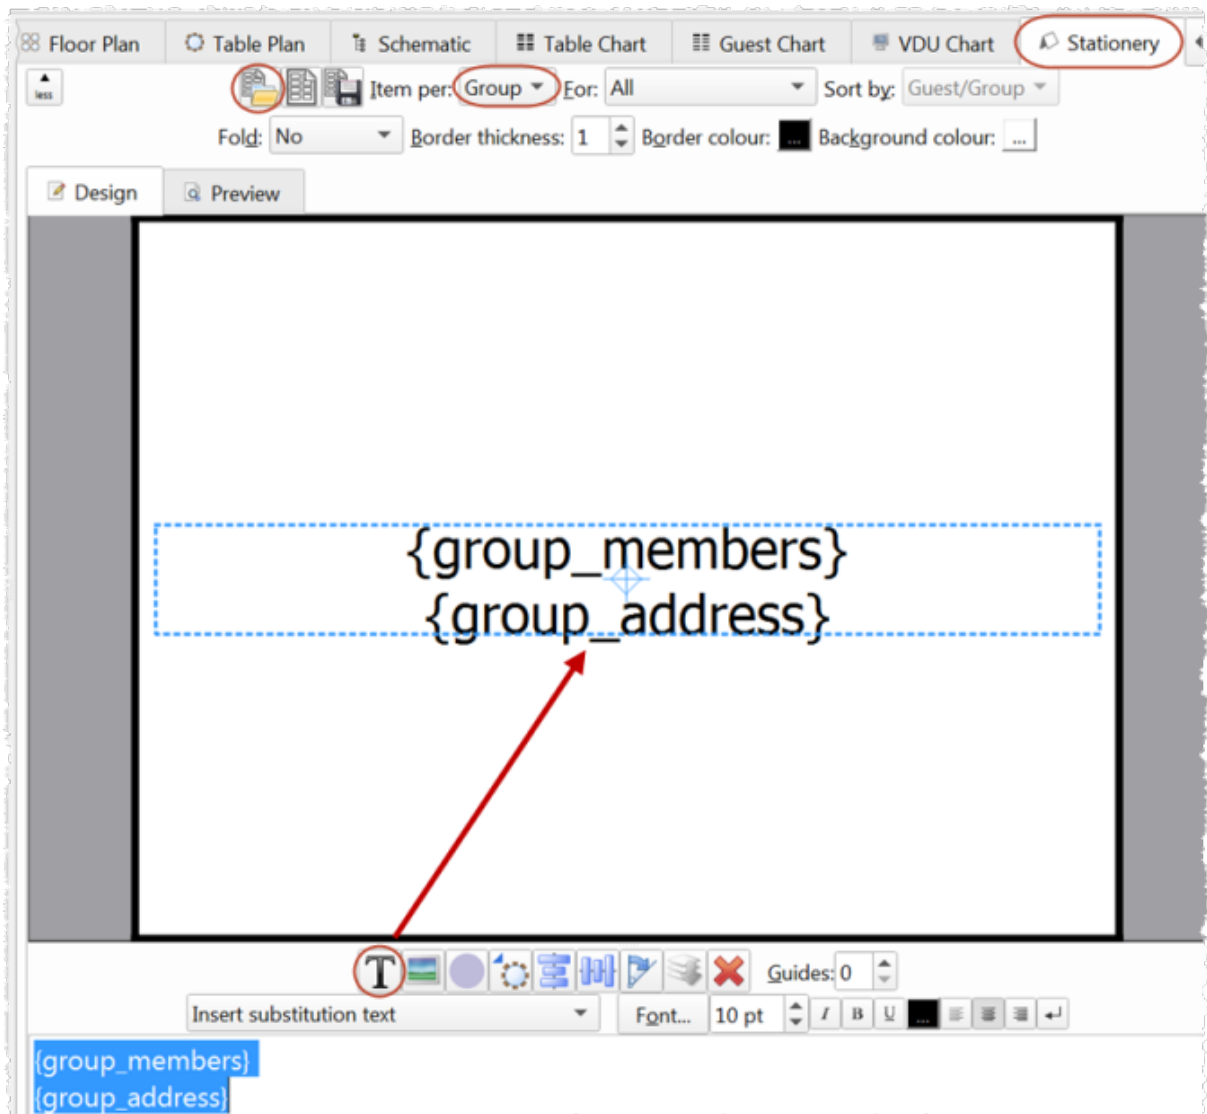 Floor Plan Table Plan Schematic Table Chart Guest Chart VDU Chart Stationery
less Item per: Group For: All Sort by: Guest/Group
Fold: No Border thickness: 1 Border colour: ... Background colour: ...
Design Preview
{group_members}
{group_address}
T Guides: 0
Insert substitution text Font... 10 pt I B U ...
{group_members}
{group_address}